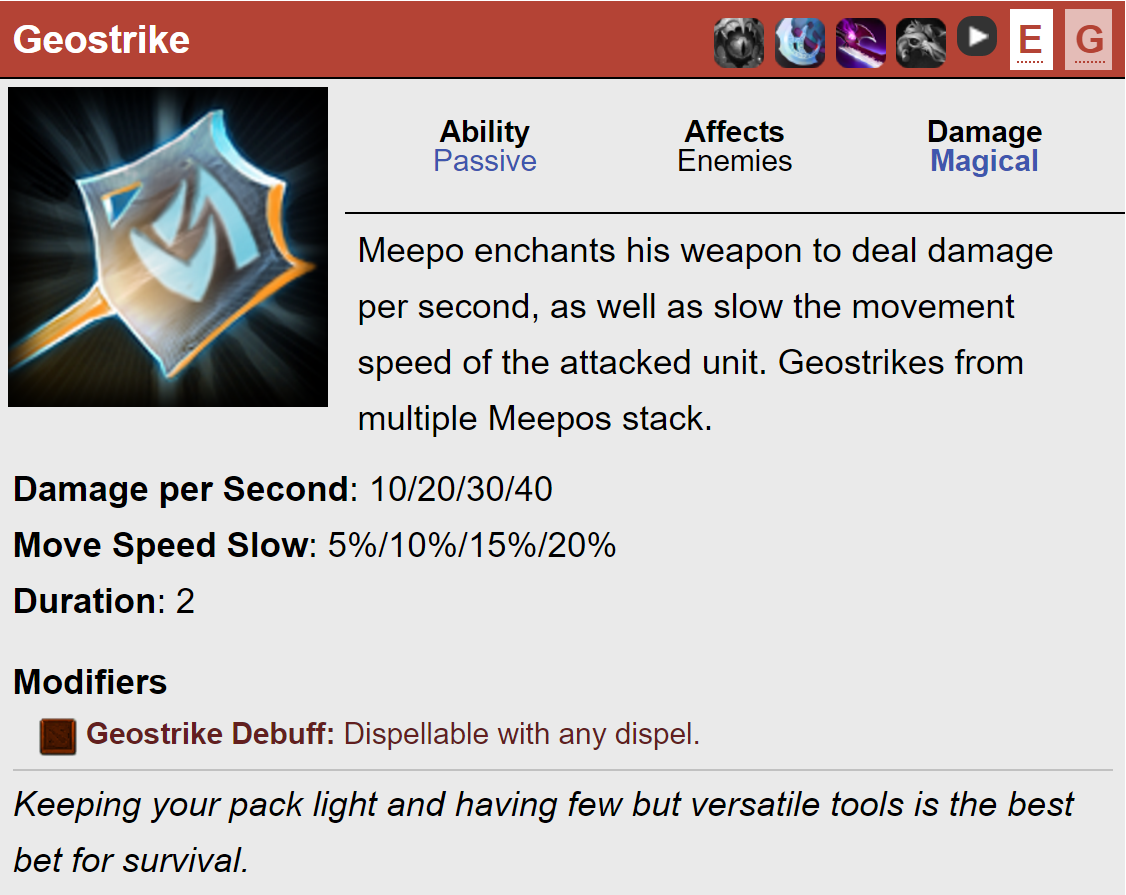 Geostrike E G
Ability Affects Damage
Passive Enemies Magical
Meepo enchants his weapon to deal damage
per second, as well as slow the movement
speed of the attacked unit. Geostrikes from
multiple Meepos stack.
Damage per Second: 10/20/30/40
Move Speed Slow: 5%/10%/15%/20%
Duration: 2
Modifiers
Geostrike Debuff: Dispellable with any dispel.
Keeping your pack light and having few but versatile tools is the best
bet for survival.